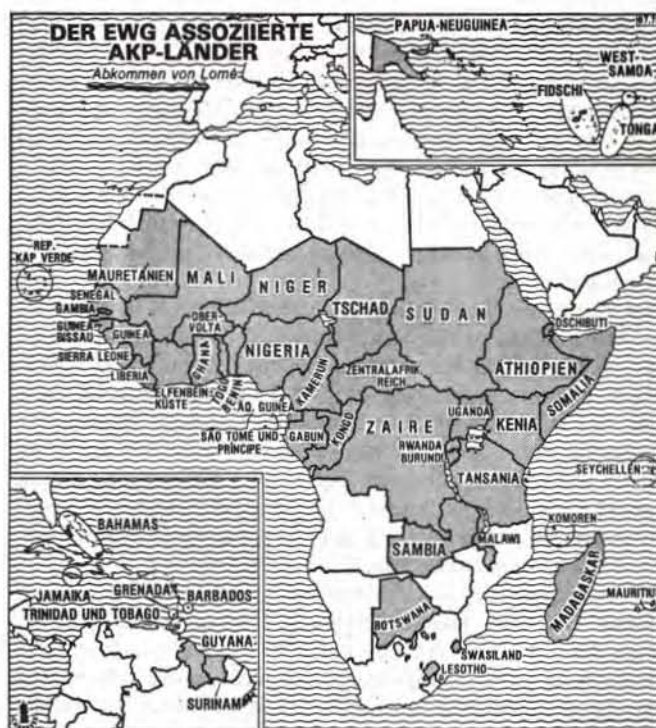 DER EWG ASSOZIIERTE
AKP-LÄNDER
Abkommen von Lomé
PAPUA-NEUGUINEA
WEST-
SAMOA
FIDSCHI
TONGA
REP.
KAP VERDE
MAURETANIEN
MALI
NIGER
TSCHAD
SUDAN
DSCHIBUTI
SENEGAL
GAMBIA
GUINEA
BISSAU
GUINEA
SIERRA LEONE
LIBERIA
OBER
VOLTA
ELFENBEIN
KÜSTE
GHANA
TOGO
BENIN
NIGERIA
KAMERUN
ZENTRALAFRIK
REICH
ÄTHIOPIEN
SOMALIA
ÄQ. GUINEA
SÃO TOMÉ UND
PRÍNCIPE
GABUN
KONGO
ZAIRE
UGANDA
KENIA
RWANDA
BURUNDI
TANSANIA
SEYCHELLEN
KOMOREN
MALAWI
SAMBIA
MADAGASKAR
MAURITIU
BOTSWANA
SWASILAND
LESOTHO
BAHAMAS
JAMAIKA
GRENADA
BARBADOS
TRINIDAD UND TOBAGO
GUYANA
SURINAM